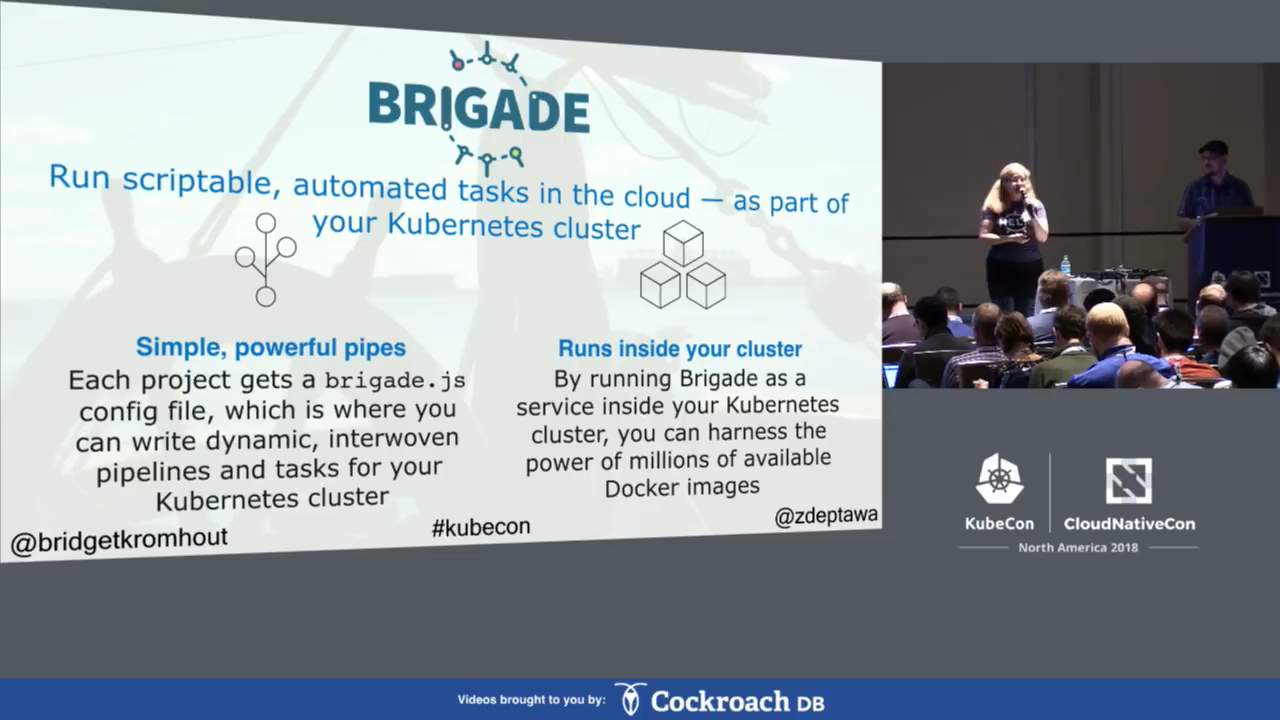 BRIGADE
Run scriptable, automated tasks in the cloud — as part of
your Kubernetes cluster
Simple, powerful pipes
Each project gets a brigade.js
config file, which is where you
can write dynamic, interwoven
pipelines and tasks for your
Kubernetes cluster
Runs inside your cluster
By running Brigade as a
service inside your Kubernetes
cluster, you can harness the
power of millions of available
Docker images
@bridgetkromhout
#kubecon
@zdeptawa
KubeCon
CloudNativeCon
North America 2018
Videos brought to you by:
Cockroach DB